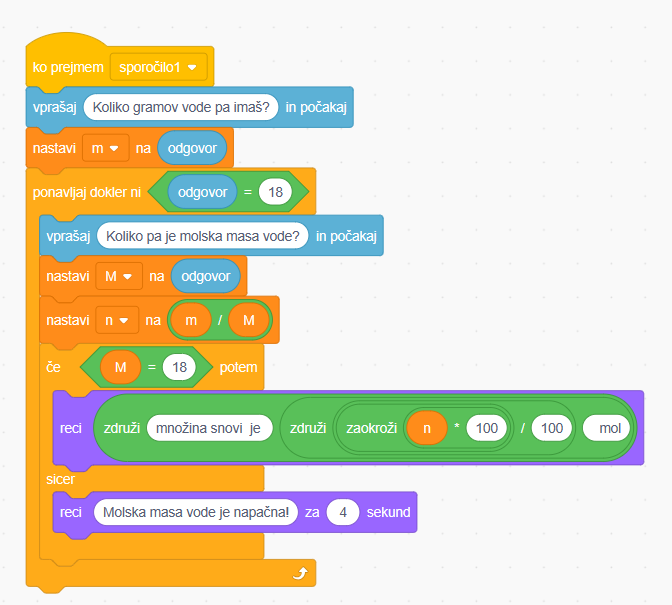 ko prejmem sporočilo1
vprašaj Koliko gramov vode pa imaš? in počakaj
nastavi m na odgovor
ponavljaj dokler ni odgovor = 18
vprašaj Koliko pa je molska masa vode? in počakaj
nastavi M na odgovor
nastavi n na m / M
če M = 18 potem
reci združi množina snovi je združi zaokroži n * 100 / 100 mol
sicer
reci Molska masa vode je napačna! za 4 sekund